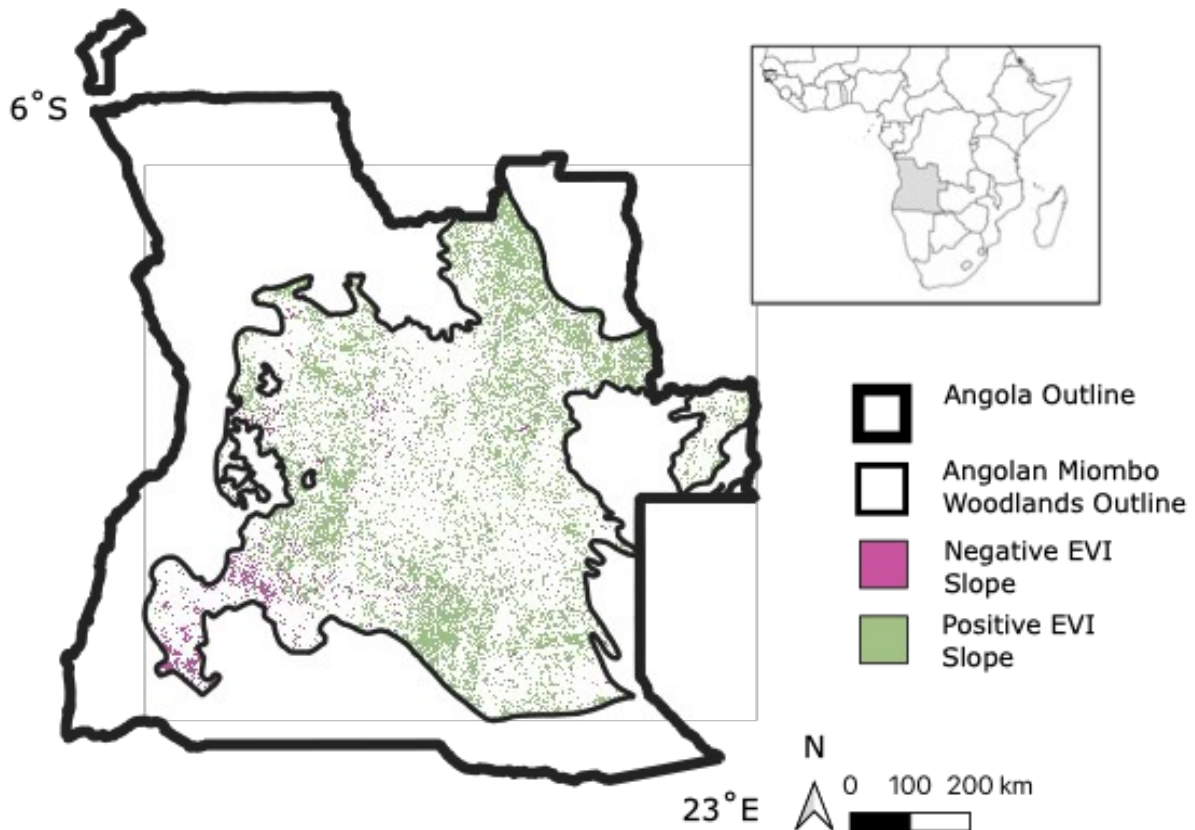 6°S
Angola Outline
Angolan Miombo
Woodlands Outline
Negative EVI
Slope
Positive EVI
Slope
N
0 100 200 km
23°E